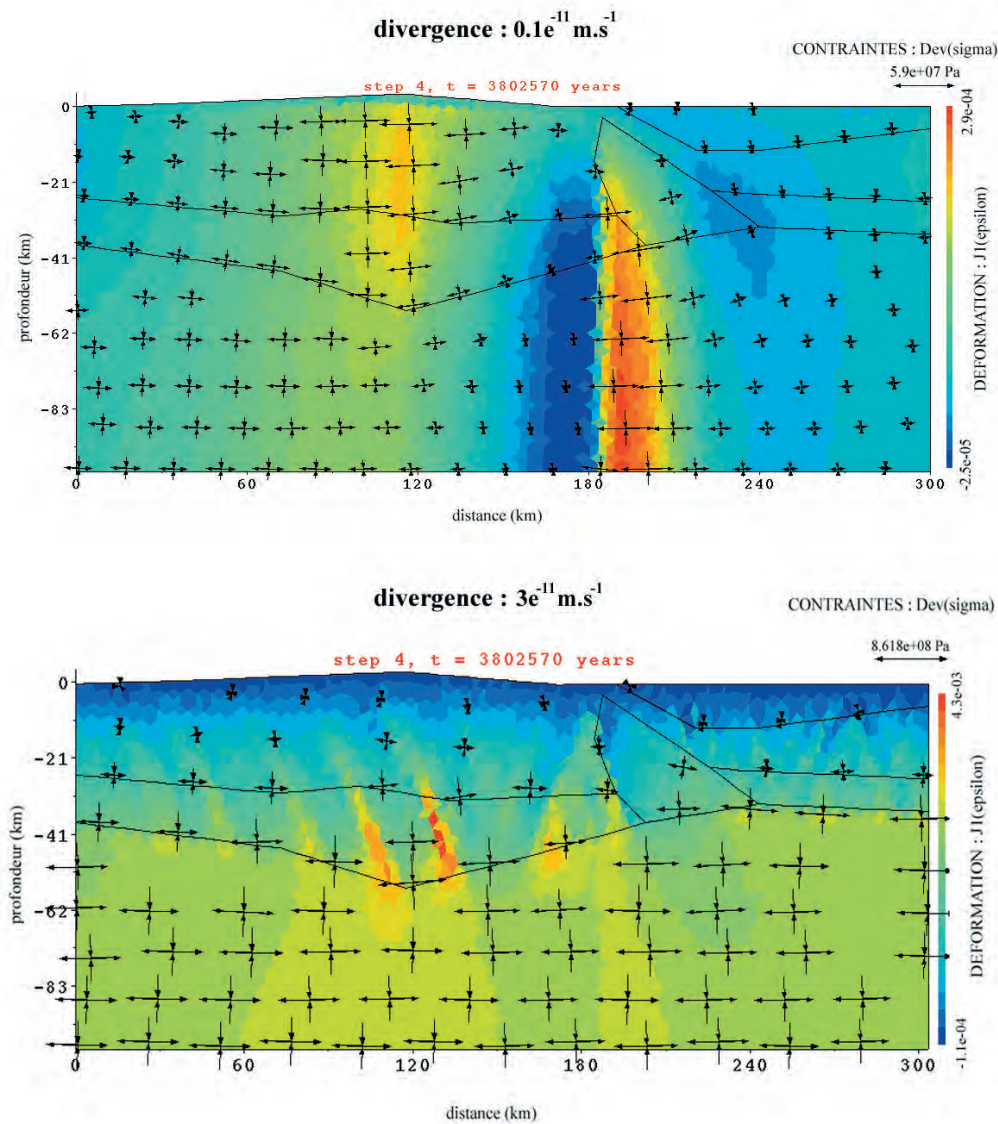 divergence : 0.1e⁻¹¹ m.s⁻¹
CONTRAINTES : Dev(sigma)
5.9e+07 Pa
step 4, t = 3802570 years
0
-21
-41
-62
-83
profondeur (km)
0
60
120
180
240
300
distance (km)
2.9e-04
-2.5e-05
DEFORMATION : J1(epsilon)
divergence : 3e⁻¹¹ m.s⁻¹
CONTRAINTES : Dev(sigma)
8.618e+08 Pa
step 4, t = 3802570 years
0
-21
-41
-62
-83
profondeur (km)
0
60
120
180
240
300
distance (km)
4.3e-03
-1.1e-04
DEFORMATION : J1(epsilon)